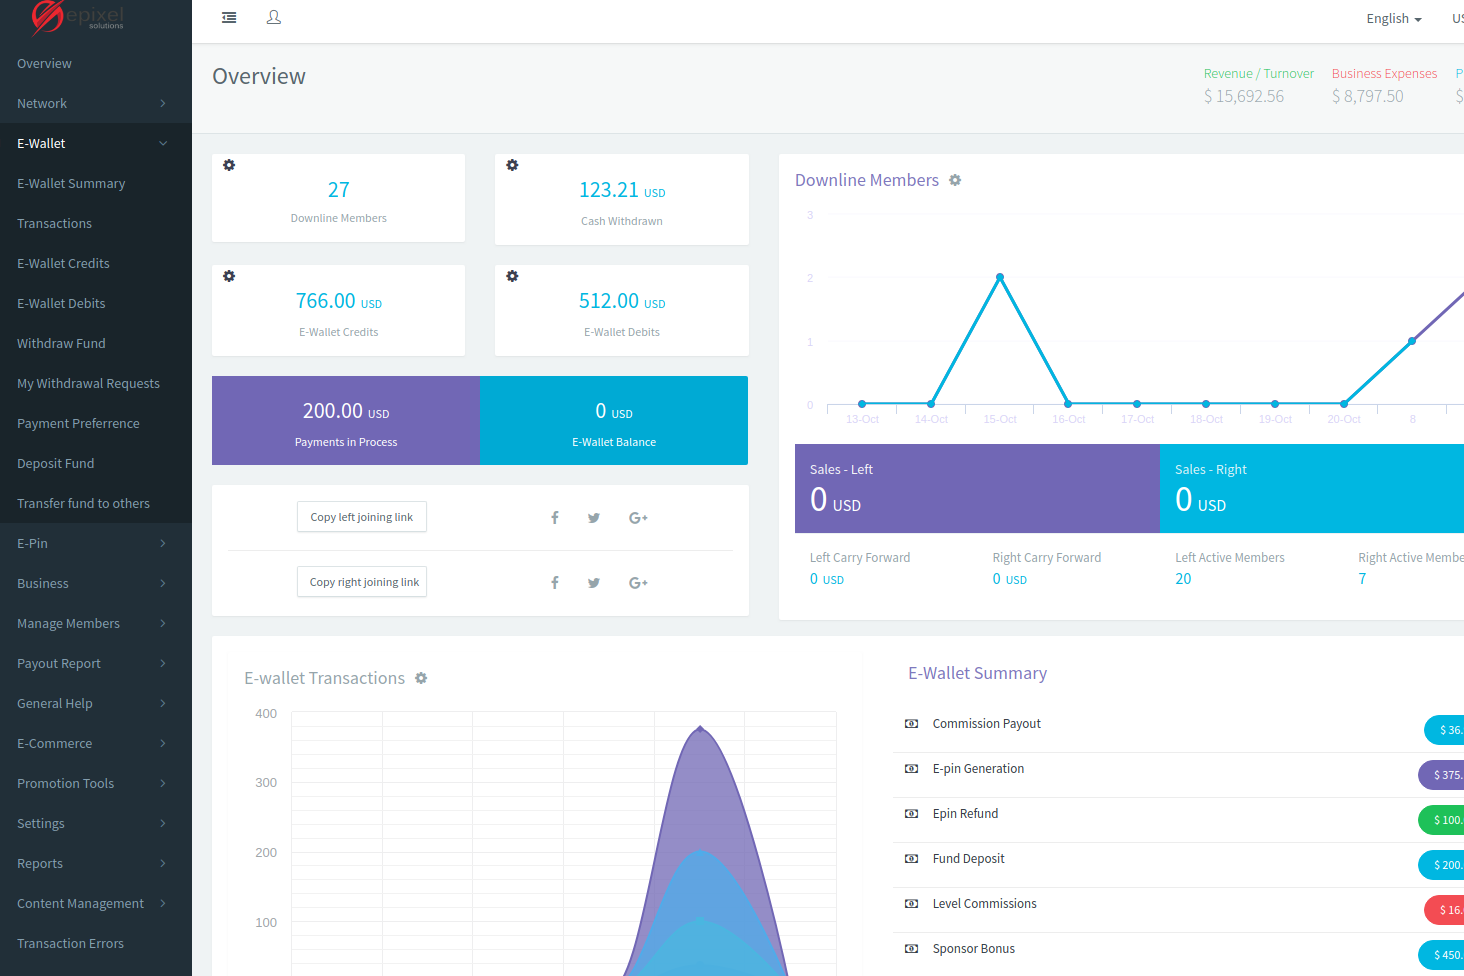 epixel
solutions
English
US
Overview
Network
E-Wallet
E-Wallet Summary
Transactions
E-Wallet Credits
E-Wallet Debits
Withdraw Fund
My Withdrawal Requests
Payment Preferrence
Deposit Fund
Transfer fund to others
E-Pin
Business
Manage Members
Payout Report
General Help
E-Commerce
Promotion Tools
Settings
Reports
Content Management
Transaction Errors
Overview
Revenue / Turnover
$ 15,692.56
Business Expenses
$ 8,797.50
P
$
27
Downline Members
123.21 USD
Cash Withdrawn
766.00 USD
E-Wallet Credits
512.00 USD
E-Wallet Debits
200.00 USD
Payments in Process
0 USD
E-Wallet Balance
Copy left joining link
G+
Copy right joining link
G+
Downline Members
3
2
1
0
13-Oct 14-Oct 15-Oct 16-Oct 17-Oct 18-Oct 19-Oct 20-Oct 8
Sales - Left
0 USD
Sales - Right
0 USD
Left Carry Forward
0 USD
Right Carry Forward
0 USD
Left Active Members
20
Right Active Membe
7
E-wallet Transactions
400
300
200
100
E-Wallet Summary
Commission Payout $ 36.
E-pin Generation $ 375.
Epin Refund $ 100.
Fund Deposit $ 200.
Level Commissions $ 16.
Sponsor Bonus $ 450.